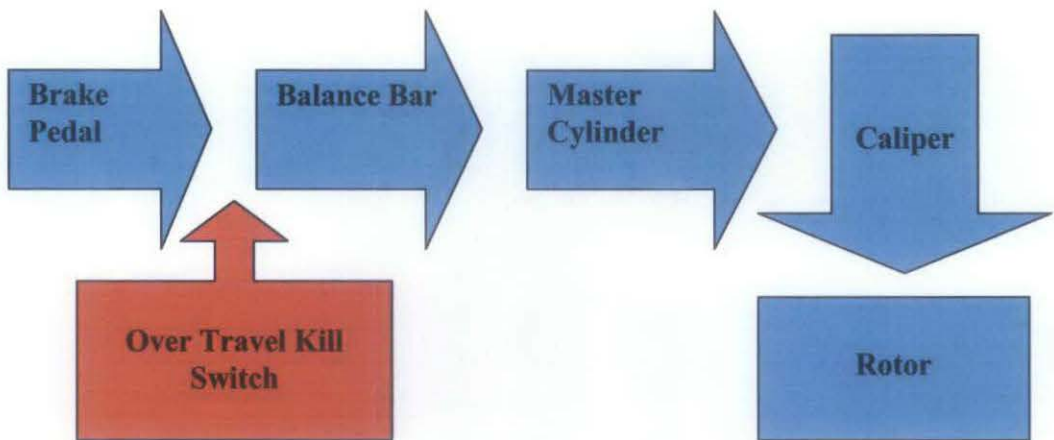 Brake
Pedal
Balance Bar
Master
Cylinder
Caliper
Over Travel Kill
Switch
Rotor